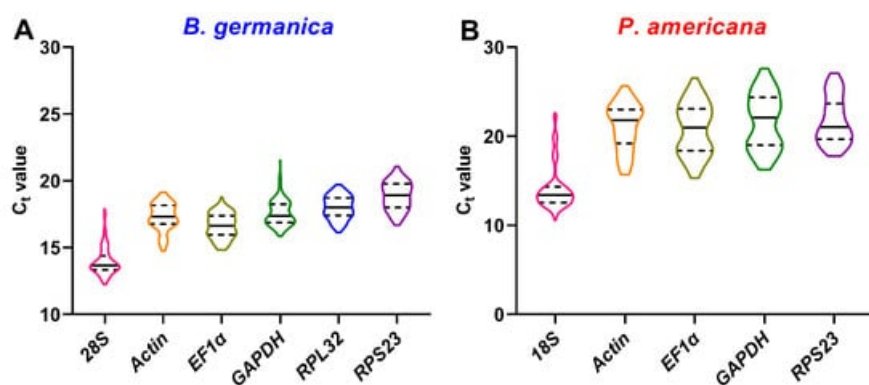 A
B. germanica
Ct value
30
25
20
15
10
28S
Actin
EF1α
GAPDH
RPL32
RPS23
B
P. americana
Ct value
30
20
10
0
18S
Actin
EF1α
GAPDH
RPS23